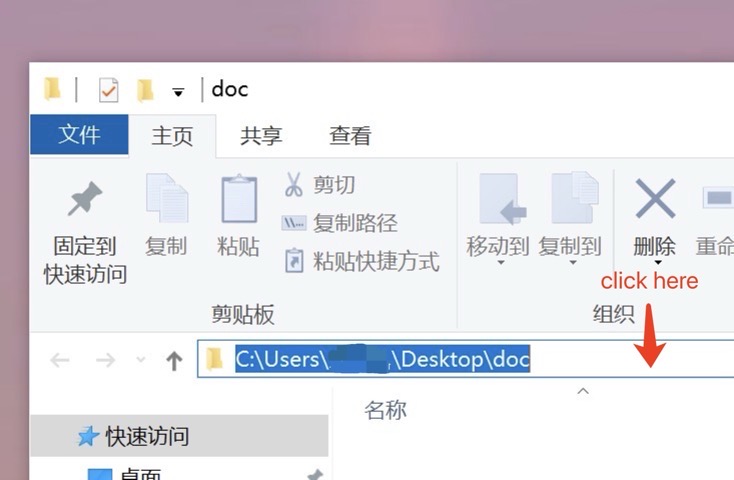 doc
文件 主页 共享 查看
固定到
快速访问
复制
粘贴
剪切
复制路径
粘贴快捷方式
剪贴板
移动到
复制到
删除
重命
组织
click here
C:\Users\ \Desktop\doc
名称
快速访问
桌面